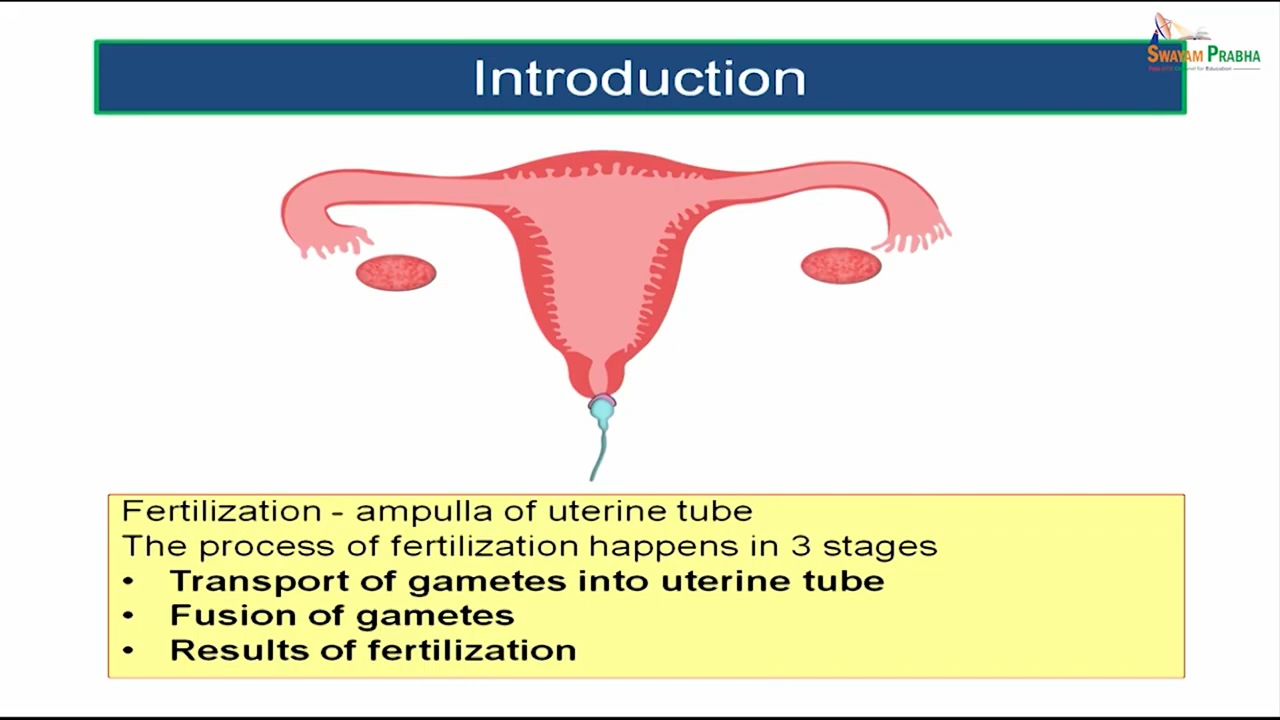 SWAYAM PRABHA
Introduction
Fertilization - ampulla of uterine tube
The process of fertilization happens in 3 stages
• Transport of gametes into uterine tube
• Fusion of gametes
• Results of fertilization